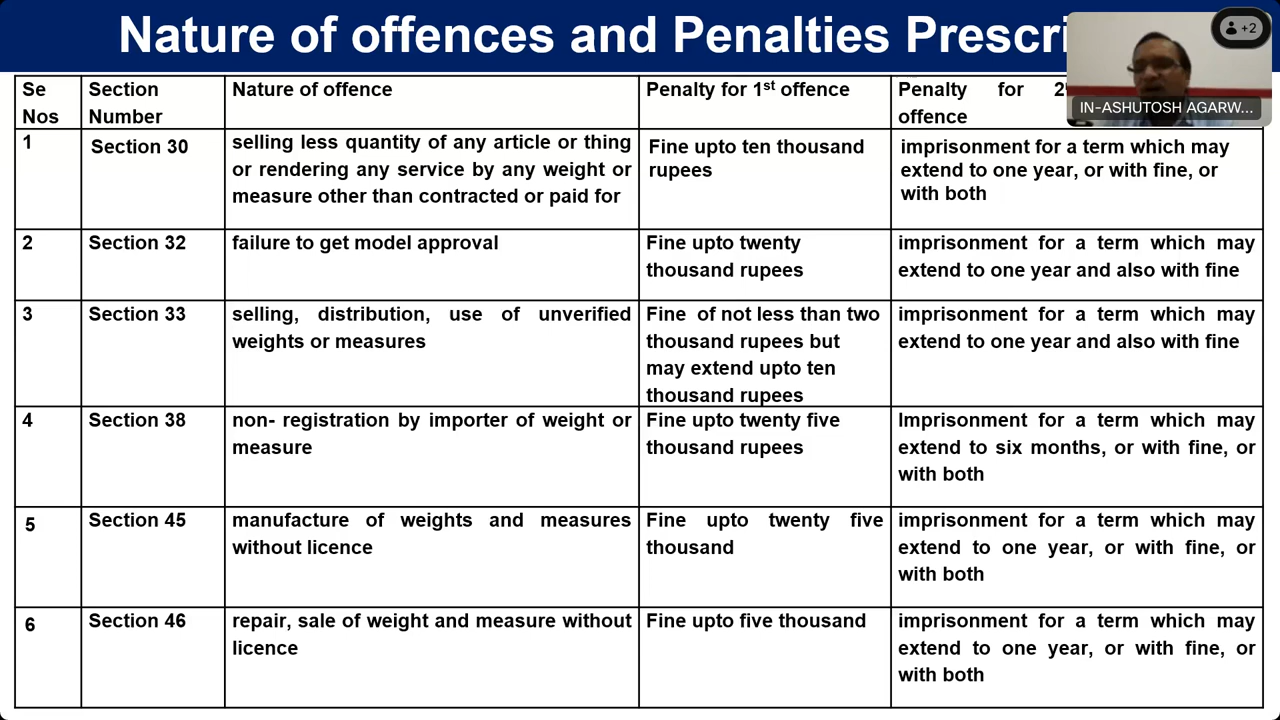 Nature of offences and Penalties
+2
IN-ASHUTOSH AGARW...
Se
Nos
Section
Number
Nature of offence
Penalty for 1st offence
Penalty for
offence
1
Section 30
selling less quantity of any article or thing
or rendering any service by any weight or
measure other than contracted or paid for
Fine upto ten thousand
rupees
imprisonment for a term which may
extend to one year, or with fine, or
with both
2
Section 32
failure to get model approval
Fine upto twenty
thousand rupees
imprisonment for a term which may
extend to one year and also with fine
3
Section 33
selling, distribution, use of unverified
weights or measures
Fine of not less than two
thousand rupees but
may extend upto ten
thousand rupees
imprisonment for a term which may
extend to one year and also with fine
4
Section 38
non- registration by importer of weight or
measure
Fine upto twenty five
thousand rupees
Imprisonment for a term which may
extend to six months, or with fine, or
with both
5
Section 45
manufacture of weights and measures
without licence
Fine upto twenty five
thousand
imprisonment for a term which may
extend to one year, or with fine, or
with both
6
Section 46
repair, sale of weight and measure without
licence
Fine upto five thousand
imprisonment for a term which may
extend to one year, or with fine, or
with both